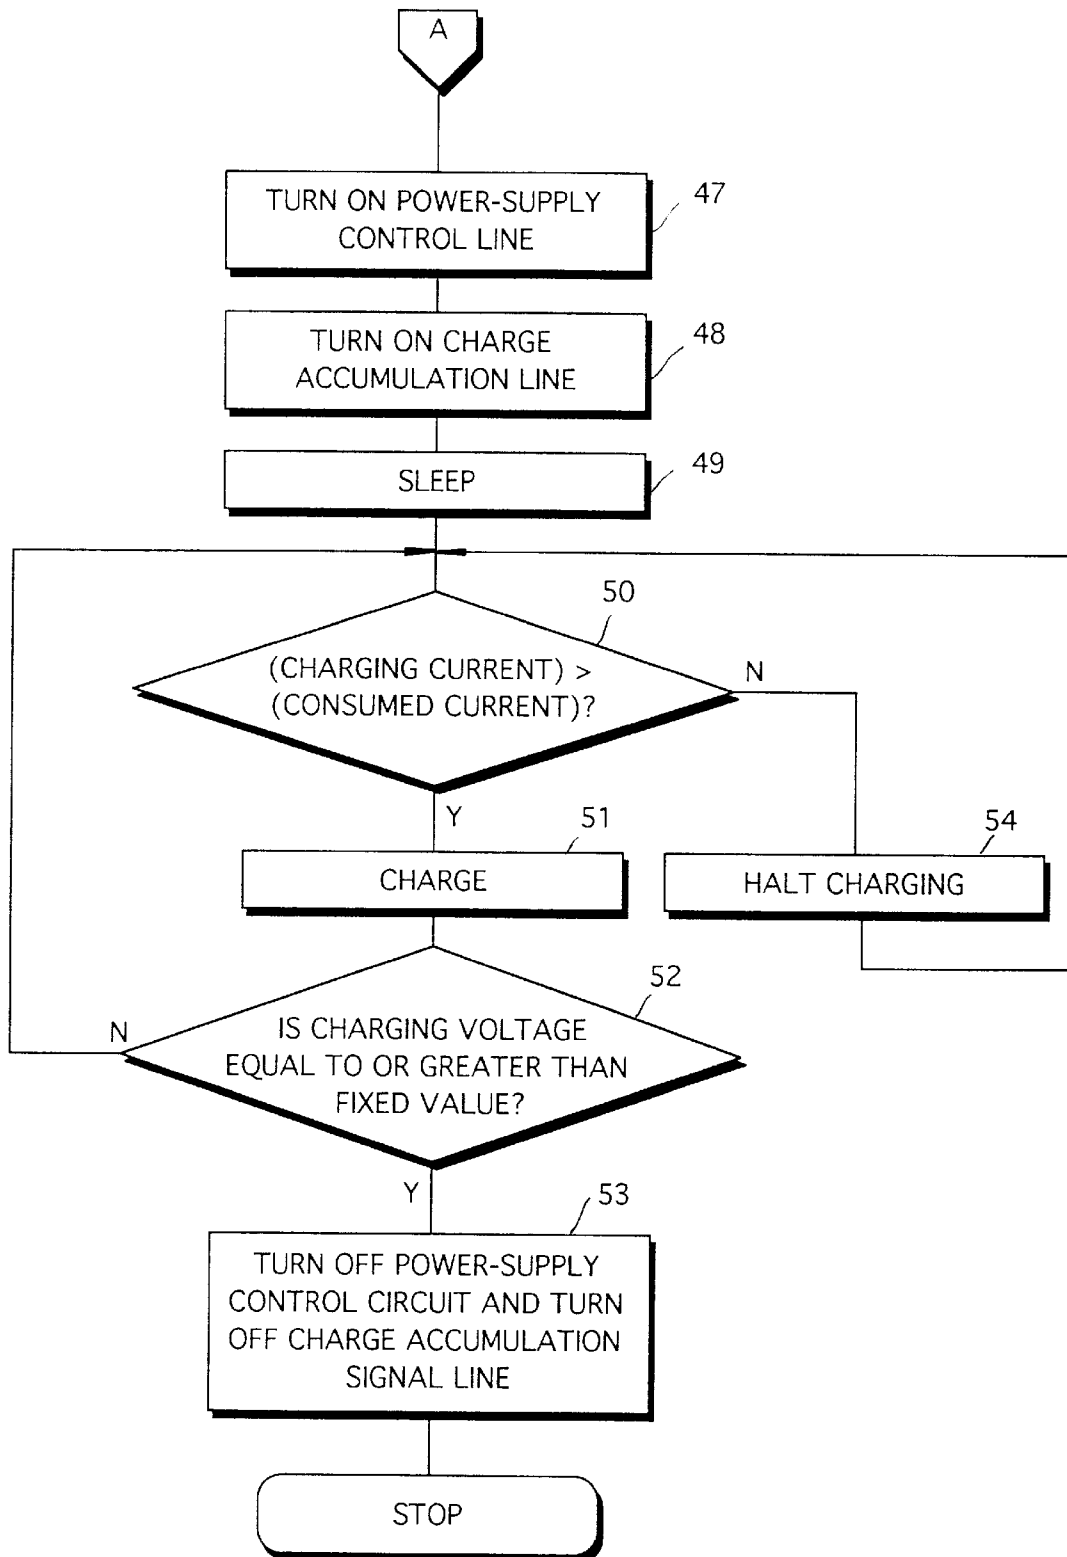 A
TURN ON POWER-SUPPLY
CONTROL LINE
47
TURN ON CHARGE
ACCUMULATION LINE
48
SLEEP
49
50
(CHARGING CURRENT) >
(CONSUMED CURRENT)?
N
Y
51
CHARGE
54
HALT CHARGING
52
N
IS CHARGING VOLTAGE
EQUAL TO OR GREATER THAN
FIXED VALUE?
Y
53
TURN OFF POWER-SUPPLY
CONTROL CIRCUIT AND TURN
OFF CHARGE ACCUMULATION
SIGNAL LINE
STOP